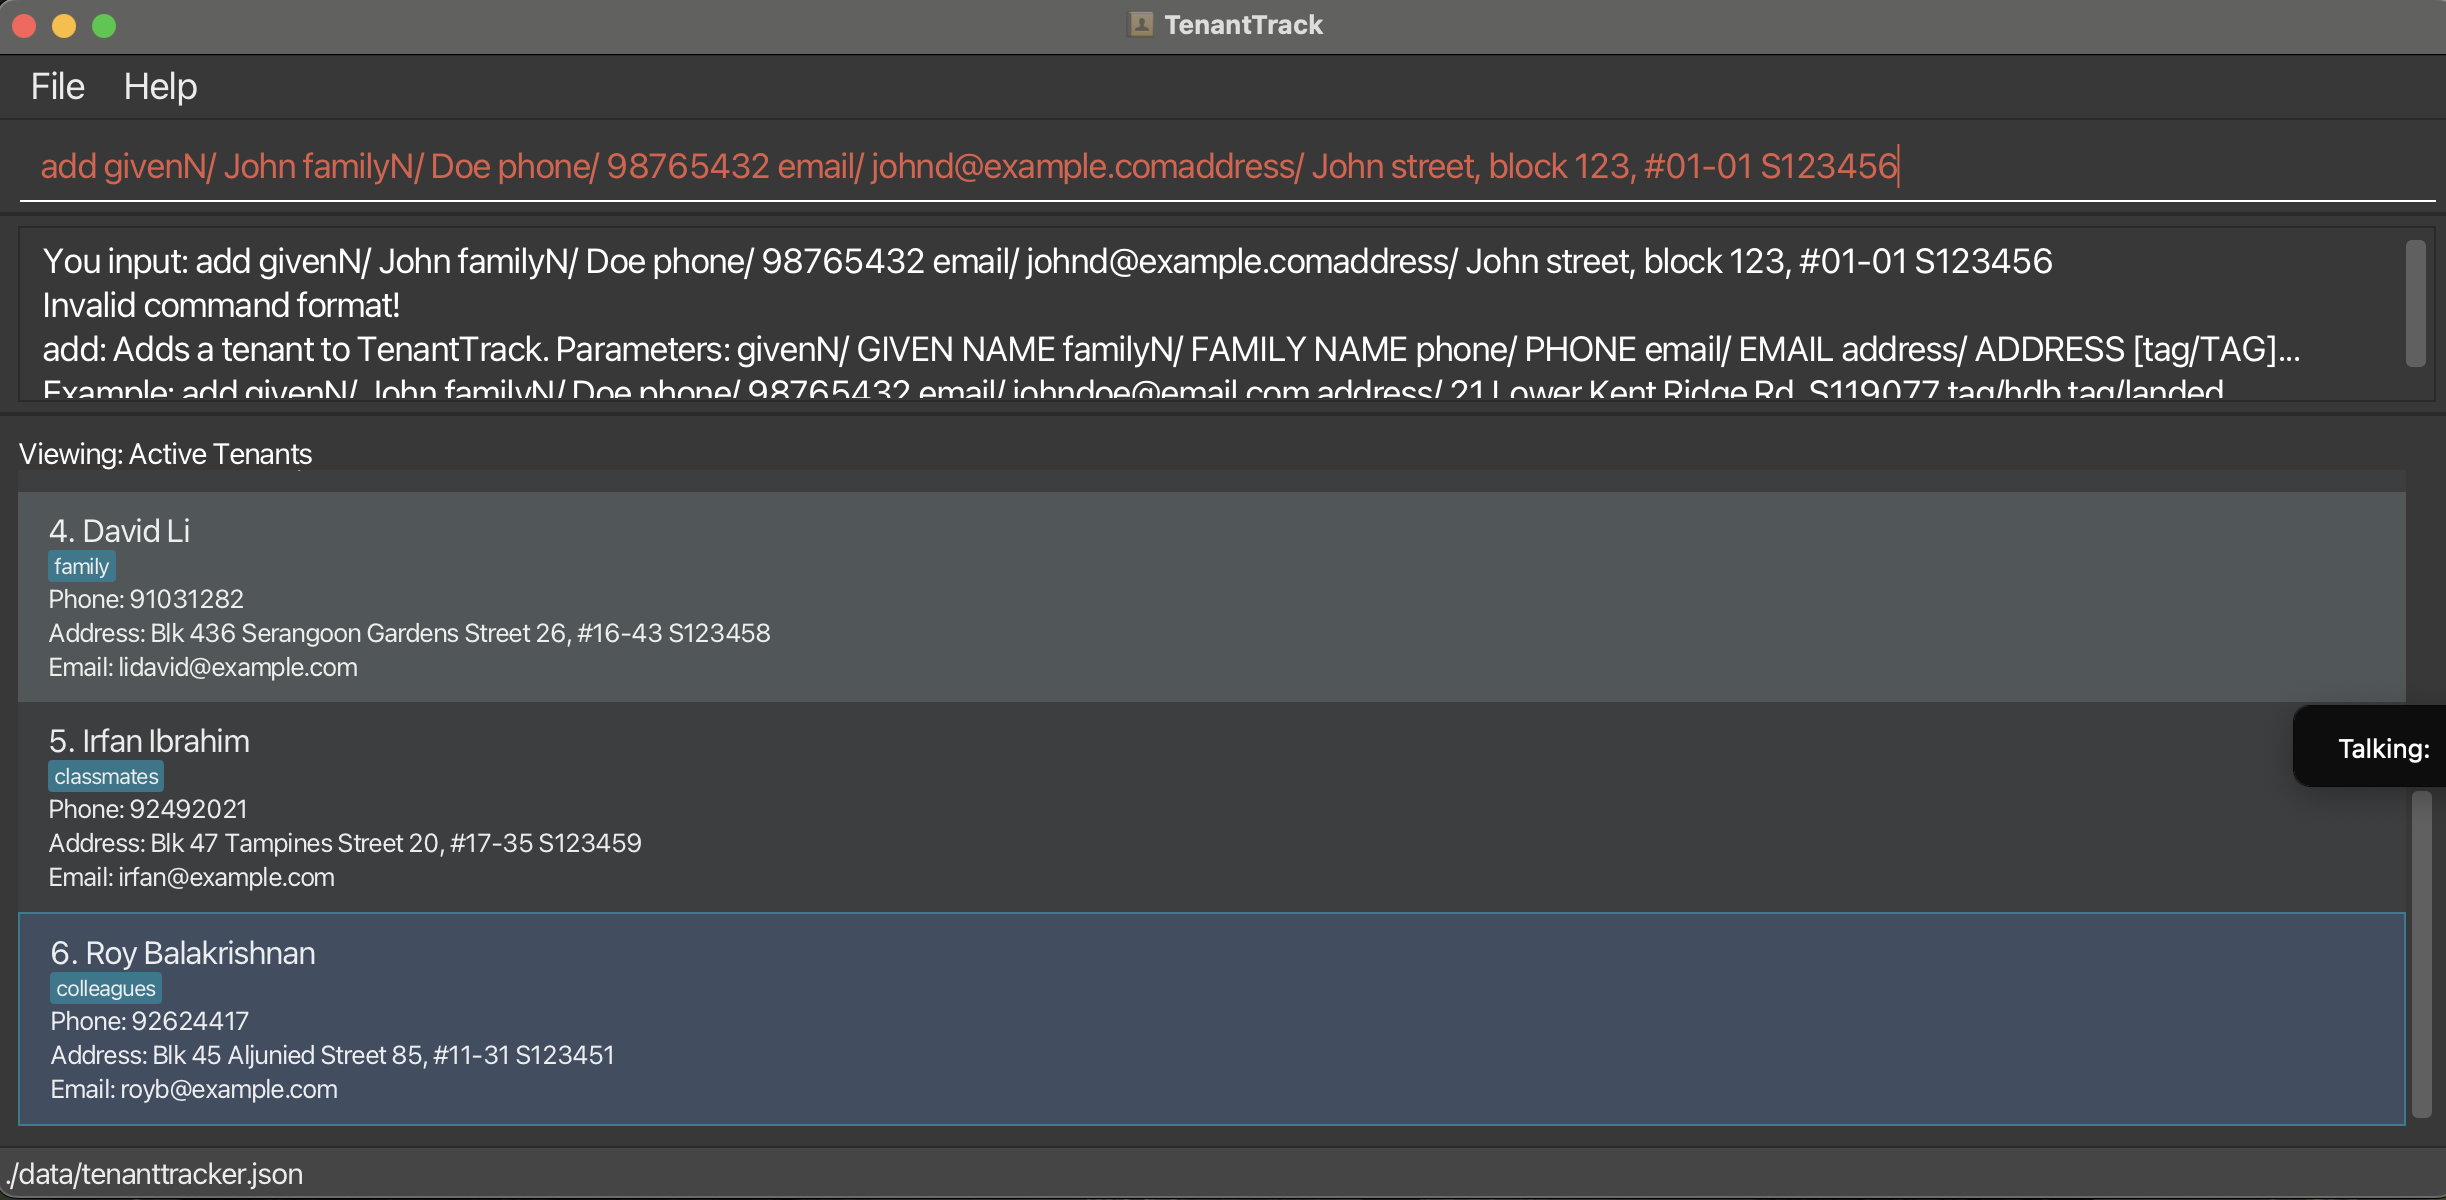 TenantTrack
File Help
add givenN/ John familyN/ Doe phone/ 98765432 email/ johnd@example.comaddress/ John street, block 123, #01-01 S123456
You input: add givenN/ John familyN/ Doe phone/ 98765432 email/ johnd@example.comaddress/ John street, block 123, #01-01 S123456
Invalid command format!
add: Adds a tenant to TenantTrack. Parameters: givenN/ GIVEN NAME familyN/ FAMILY NAME phone/ PHONE email/ EMAIL address/ ADDRESS [tag/TAG]...
Example: add givenN/ John familyN/ Doe phone/ 98765432 email/ johndoe@email.com address/ 21 Lower Kent Ridge Rd, S119077 tag/hdb tag/landed
Viewing: Active Tenants
4. David Li
family
Phone: 91031282
Address: Blk 436 Serangoon Gardens Street 26, #16-43 S123458
Email: lidavid@example.com
5. Irfan Ibrahim
classmates
Phone: 92492021
Address: Blk 47 Tampines Street 20, #17-35 S123459
Email: irfan@example.com
Talking:
6. Roy Balakrishnan
colleagues
Phone: 92624417
Address: Blk 45 Aljunied Street 85, #11-31 S123451
Email: royb@example.com
./data/tenanttracker.json